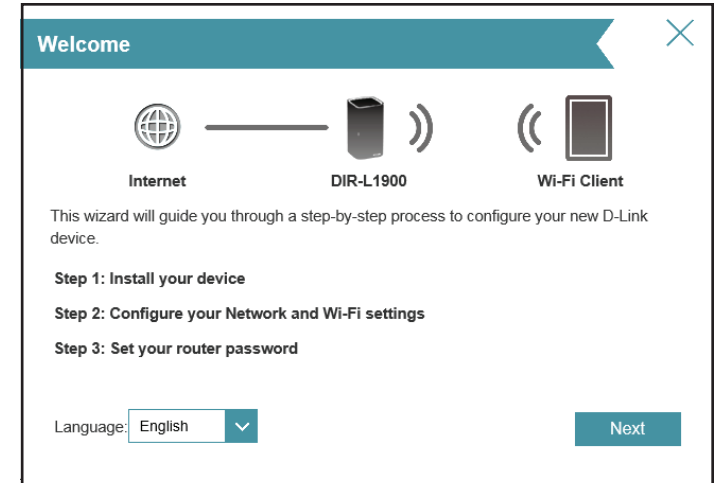 Welcome
Internet
DIR-L1900
Wi-Fi Client
This wizard will guide you through a step-by-step process to configure your new D-Link
device.
Step 1: Install your device
Step 2: Configure your Network and Wi-Fi settings
Step 3: Set your router password
Language: English
Next